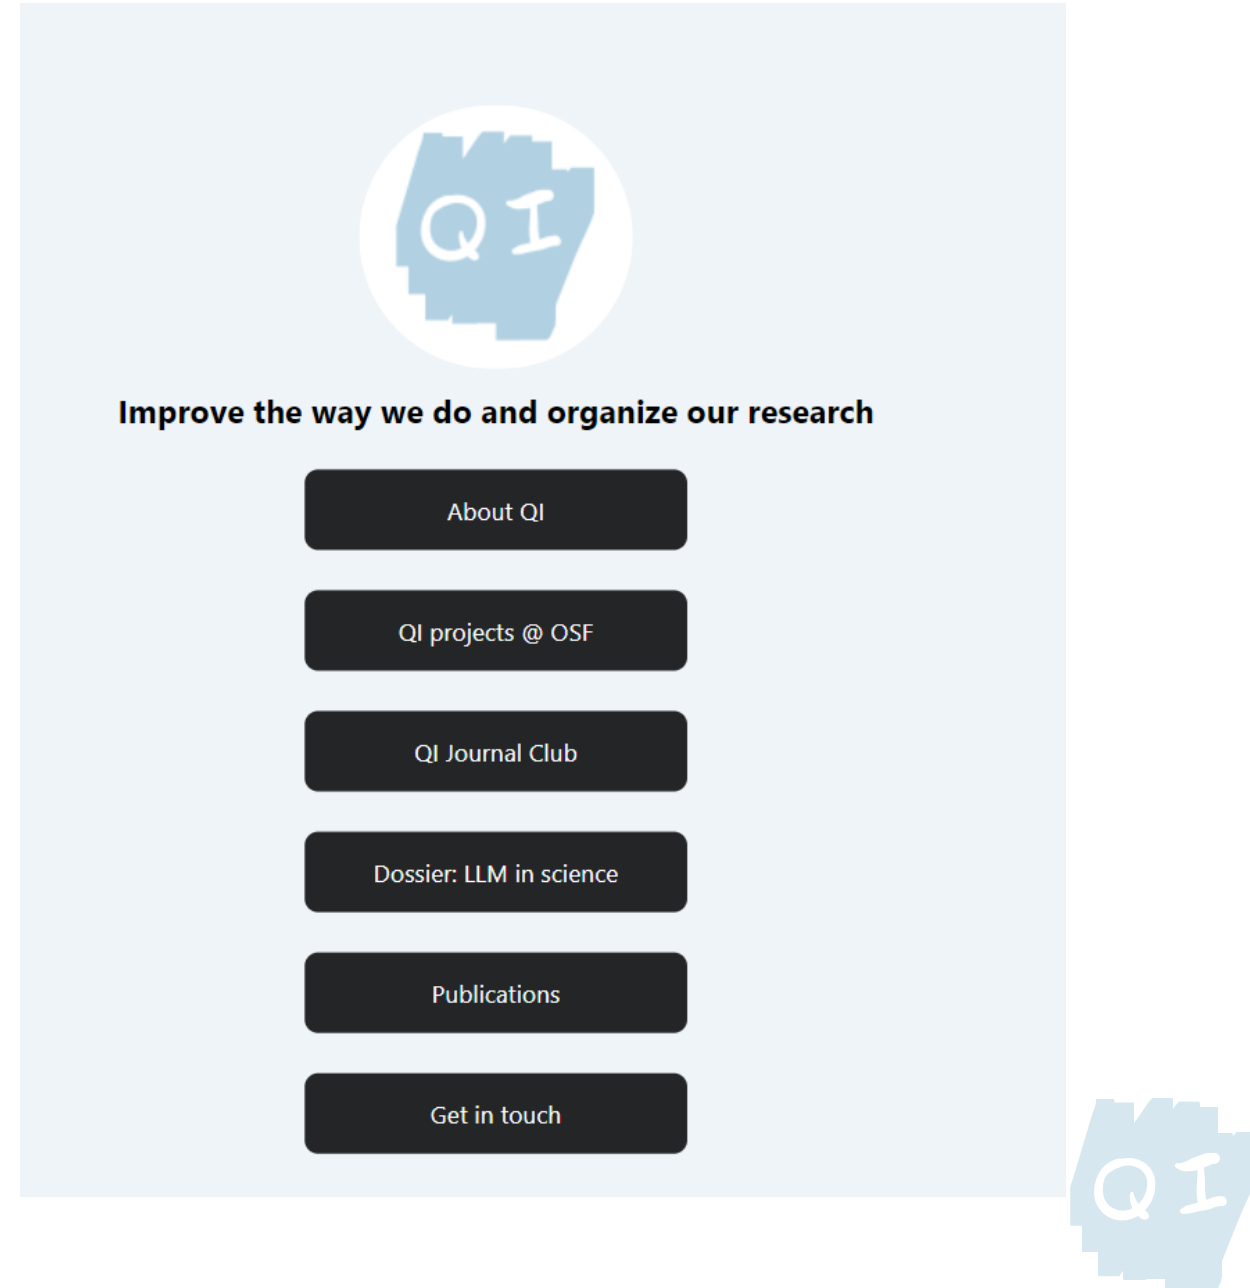 QI
Improve the way we do and organize our research
About QI
QI projects @ OSF
QI Journal Club
Dossier: LLM in science
Publications
Get in touch
QI